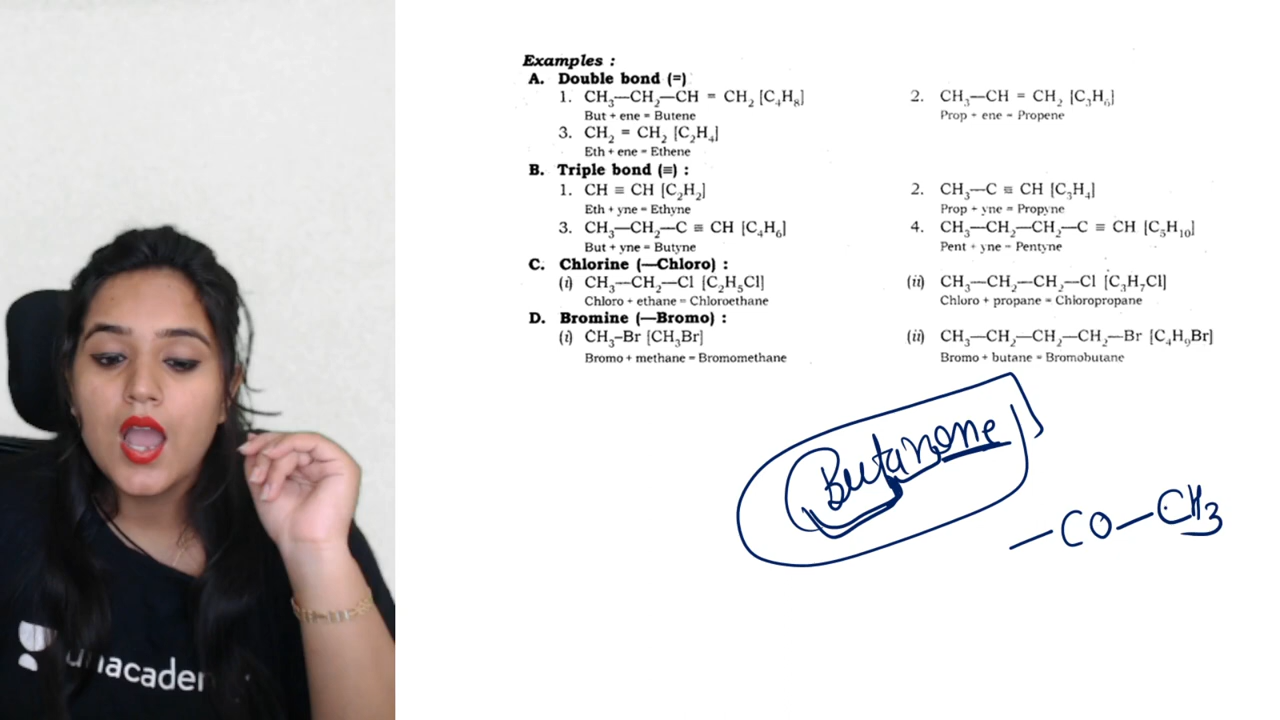 Examples :
A. Double bond (=)
1. CH₃—CH₂—CH = CH₂ [C₄H₈]
But + ene = Butene
2. CH₃—CH = CH₂ [C₃H₆]
Prop + ene = Propene
3. CH₂ = CH₂ [C₂H₄]
Eth + ene = Ethene
B. Triple bond (≡) :
1. CH ≡ CH [C₂H₂]
Eth + yne = Ethyne
2. CH₃—C ≡ CH [C₃H₄]
Prop + yne = Propyne
3. CH₃—CH₂—C ≡ CH [C₄H₆]
But + yne = Butyne
4. CH₃—CH₂—CH₂—C ≡ CH [C₅H₁₀]
Pent + yne = Pentyne
C. Chlorine (—Chloro) :
(i) CH₃—CH₂—Cl [C₂H₅Cl]
Chloro + ethane = Chloroethane
(ii) CH₃—CH₂—CH₂—Cl [C₃H₇Cl]
Chloro + propane = Chloropropane
D. Bromine (—Bromo) :
(i) CH₃–Br [CH₃Br]
Bromo + methane = Bromomethane
(ii) CH₃—CH₂—CH₂—CH₂—Br [C₄H₉Br]
Bromo + butane = Bromobutane
Butanone
—CO—CH₃
unacadem